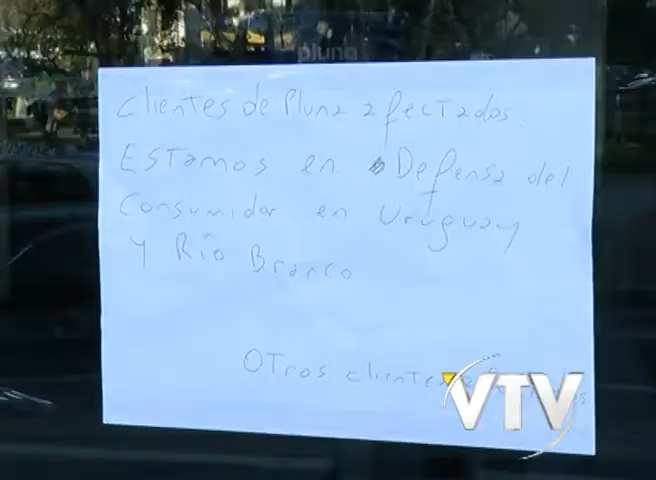 pluna
Clientes de Pluna afectados.
Estamos en Defensa del
Consumidor en Uruguay
y Río Branco
Otros clientes
VTV